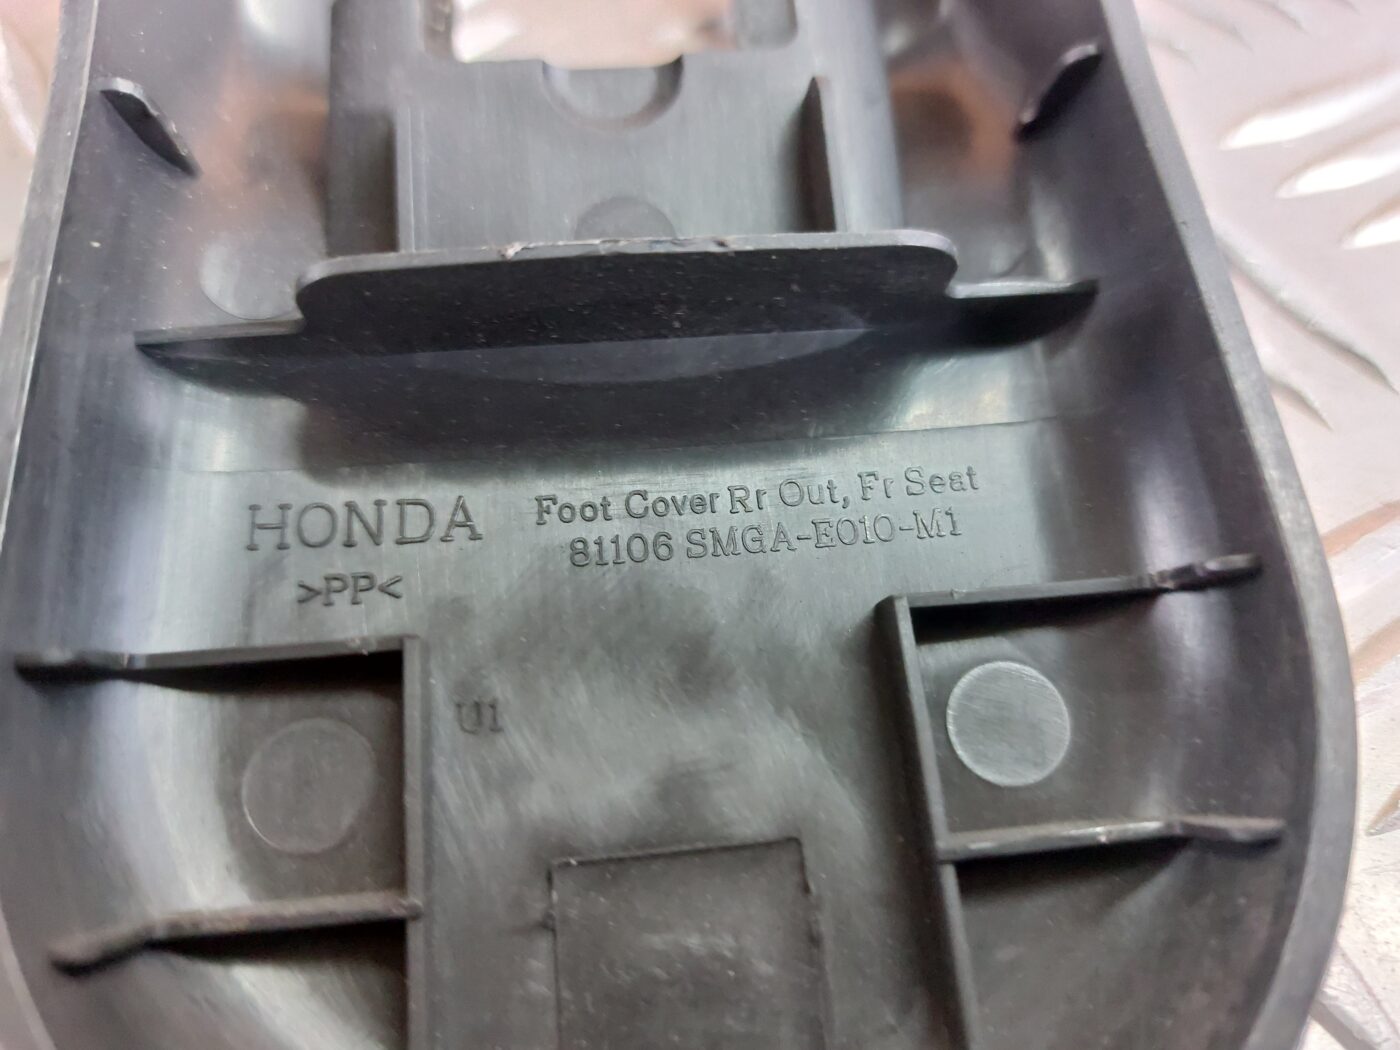 HONDA
Foot Cover Rr Out, Fr Seat
81106 SMGA-E010-M1
>PP<
U1